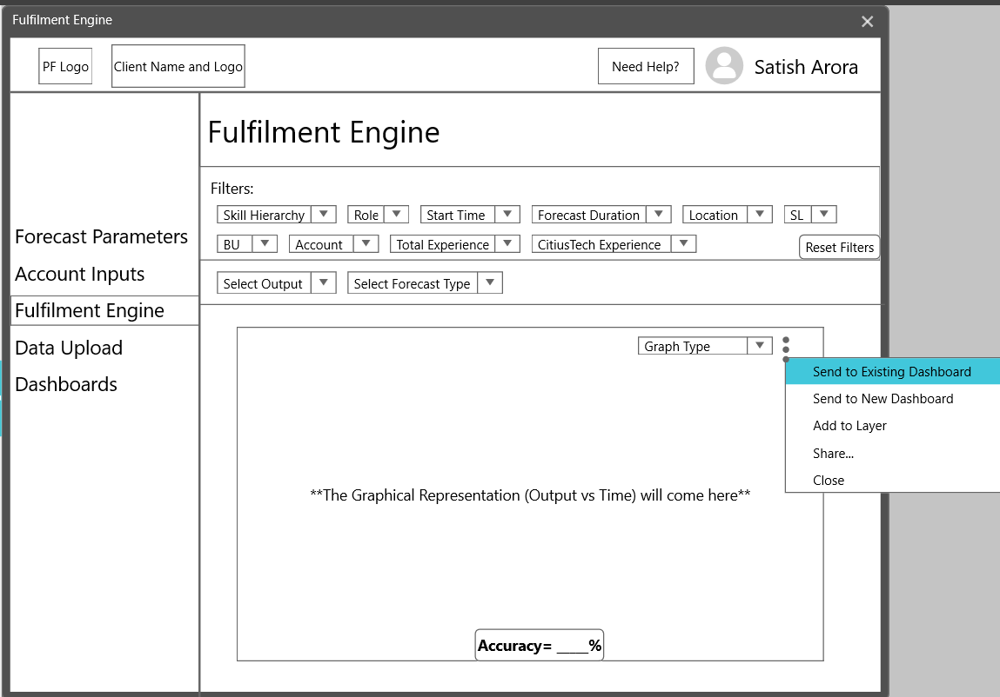 Fulfilment Engine
PF Logo
Client Name and Logo
Need Help?
Satish Arora
Forecast Parameters
Account Inputs
Fulfilment Engine
Data Upload
Dashboards
Fulfilment Engine
Filters:
Skill Hierarchy Role Start Time Forecast Duration Location SL
BU Account Total Experience CitiusTech Experience Reset Filters
Select Output Select Forecast Type
Graph Type
Send to Existing Dashboard
Send to New Dashboard
Add to Layer
Share...
Close
**The Graphical Representation (Output vs Time) will come here**
Accuracy= ____%